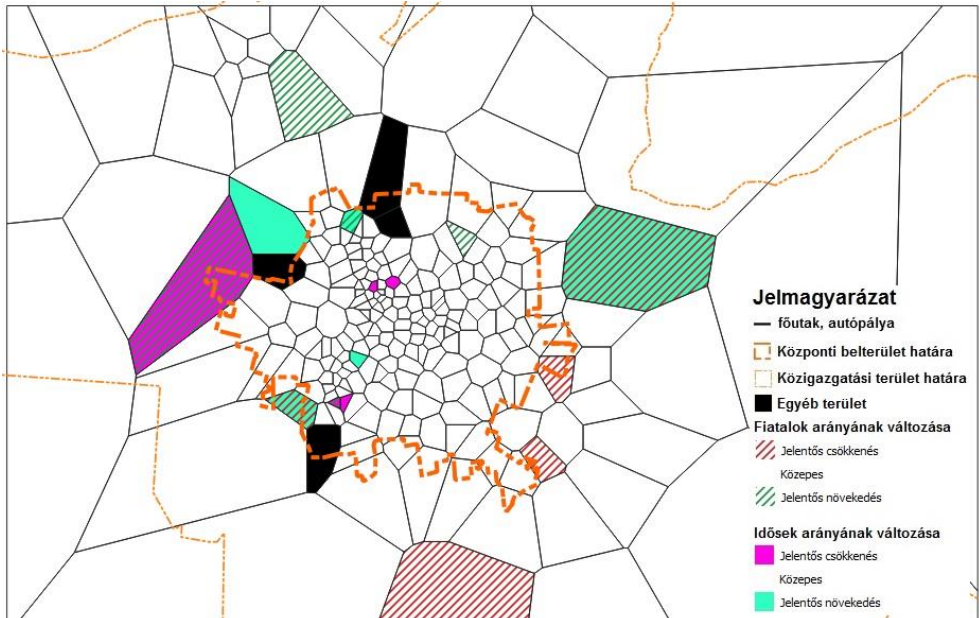 Jelmagyarázat
főutak, autópálya
Központi belterület határa
Közigazgatási terület határa
Egyéb terület
Fiatalok arányának változása
Jelentős csökkenés
Közepes
Jelentős növekedés
Idősek arányának változása
Jelentős csökkenés
Közepes
Jelentős növekedés